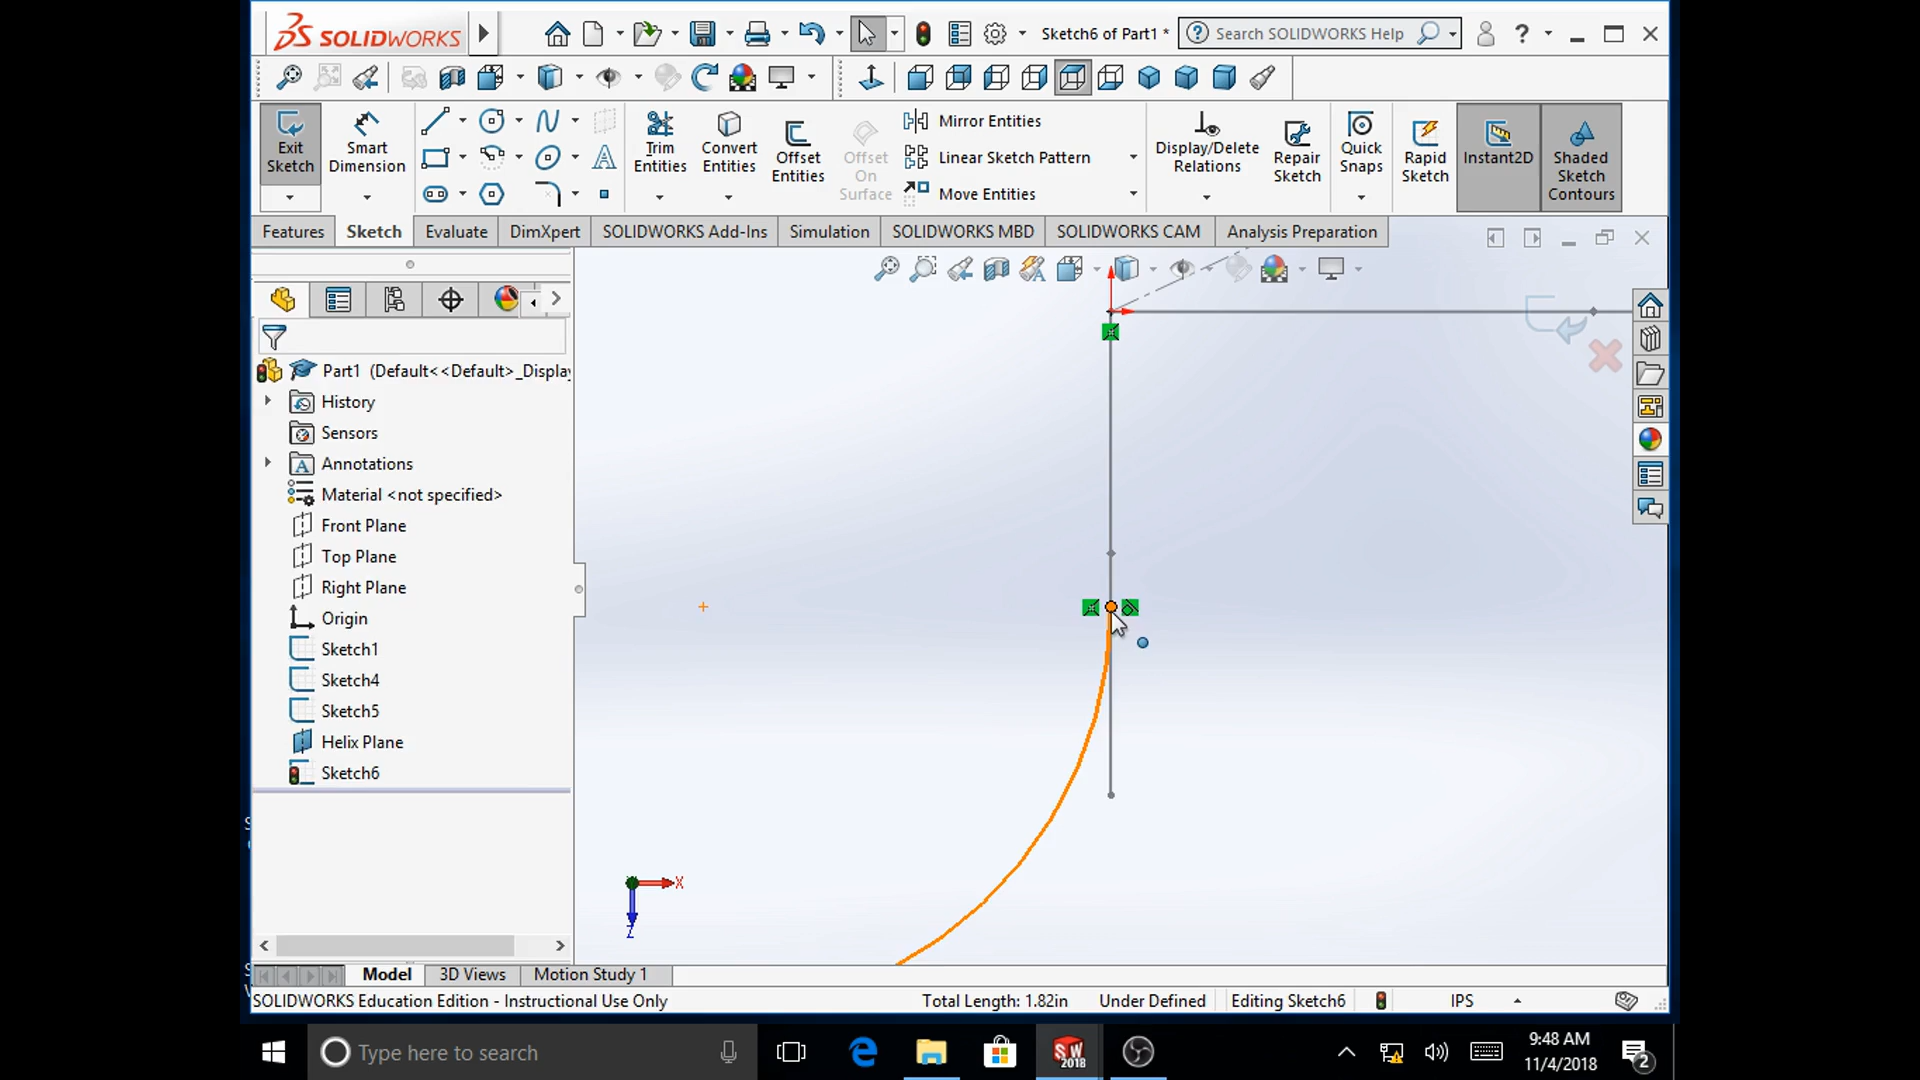 SOLIDWORKS
Sketch6 of Part1 *
Search SOLIDWORKS Help
?
Exit
Sketch
Smart
Dimension
Trim
Entities
Convert
Entities
Offset
Entities
Offset
On
Surface
Mirror Entities
Linear Sketch Pattern
Move Entities
Display/Delete
Relations
Repair
Sketch
Quick
Snaps
Rapid
Sketch
Instant2D
Shaded
Sketch
Contours
Features
Sketch
Evaluate
DimXpert
SOLIDWORKS Add-Ins
Simulation
SOLIDWORKS MBD
SOLIDWORKS CAM
Analysis Preparation
Part1 (Default<<Default>_Display
History
Sensors
Annotations
Material <not specified>
Front Plane
Top Plane
Right Plane
Origin
Sketch1
Sketch4
Sketch5
Helix Plane
Sketch6
X
Z
Model
3D Views
Motion Study 1
SOLIDWORKS Education Edition - Instructional Use Only
Total Length: 1.82in
Under Defined
Editing Sketch6
IPS
Type here to search
SW
2018
9:48 AM
11/4/2018
2